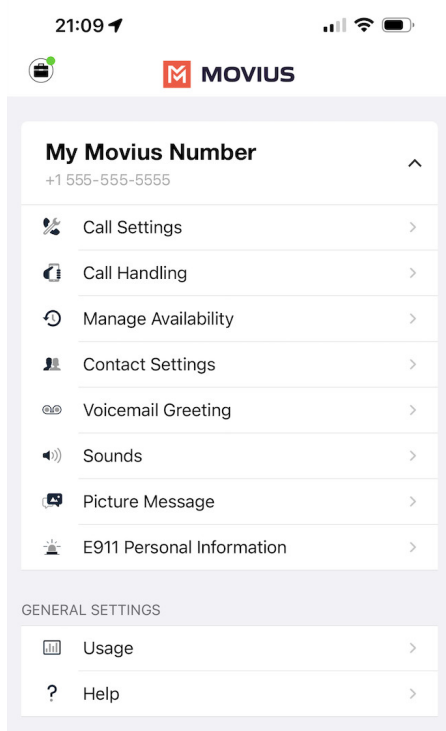 21:09
MOVIUS
My Movius Number
+1 555-555-5555
Call Settings
Call Handling
Manage Availability
Contact Settings
Voicemail Greeting
Sounds
Picture Message
E911 Personal Information
GENERAL SETTINGS
Usage
? Help